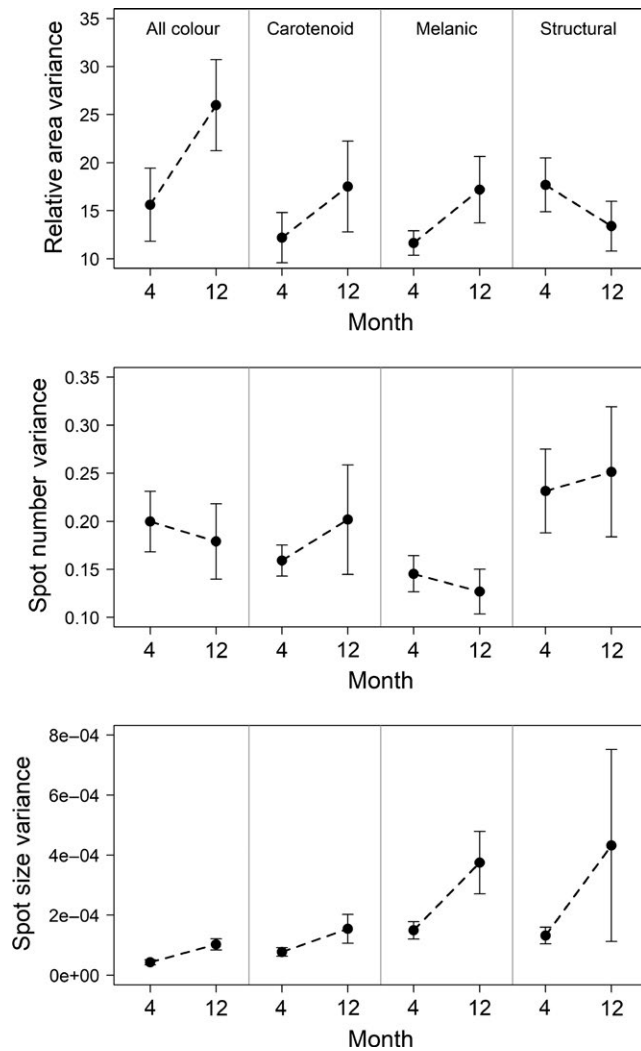 35
30
25
20
15
10
Relative area variance
All colour Carotenoid Melanic Structural
4 12 4 12 4 12 4 12
Month
0.35
0.30
0.25
0.20
0.15
0.10
Spot number variance
4 12 4 12 4 12 4 12
Month
8e−04
6e−04
4e−04
2e−04
0e+00
Spot size variance
4 12 4 12 4 12 4 12
Month